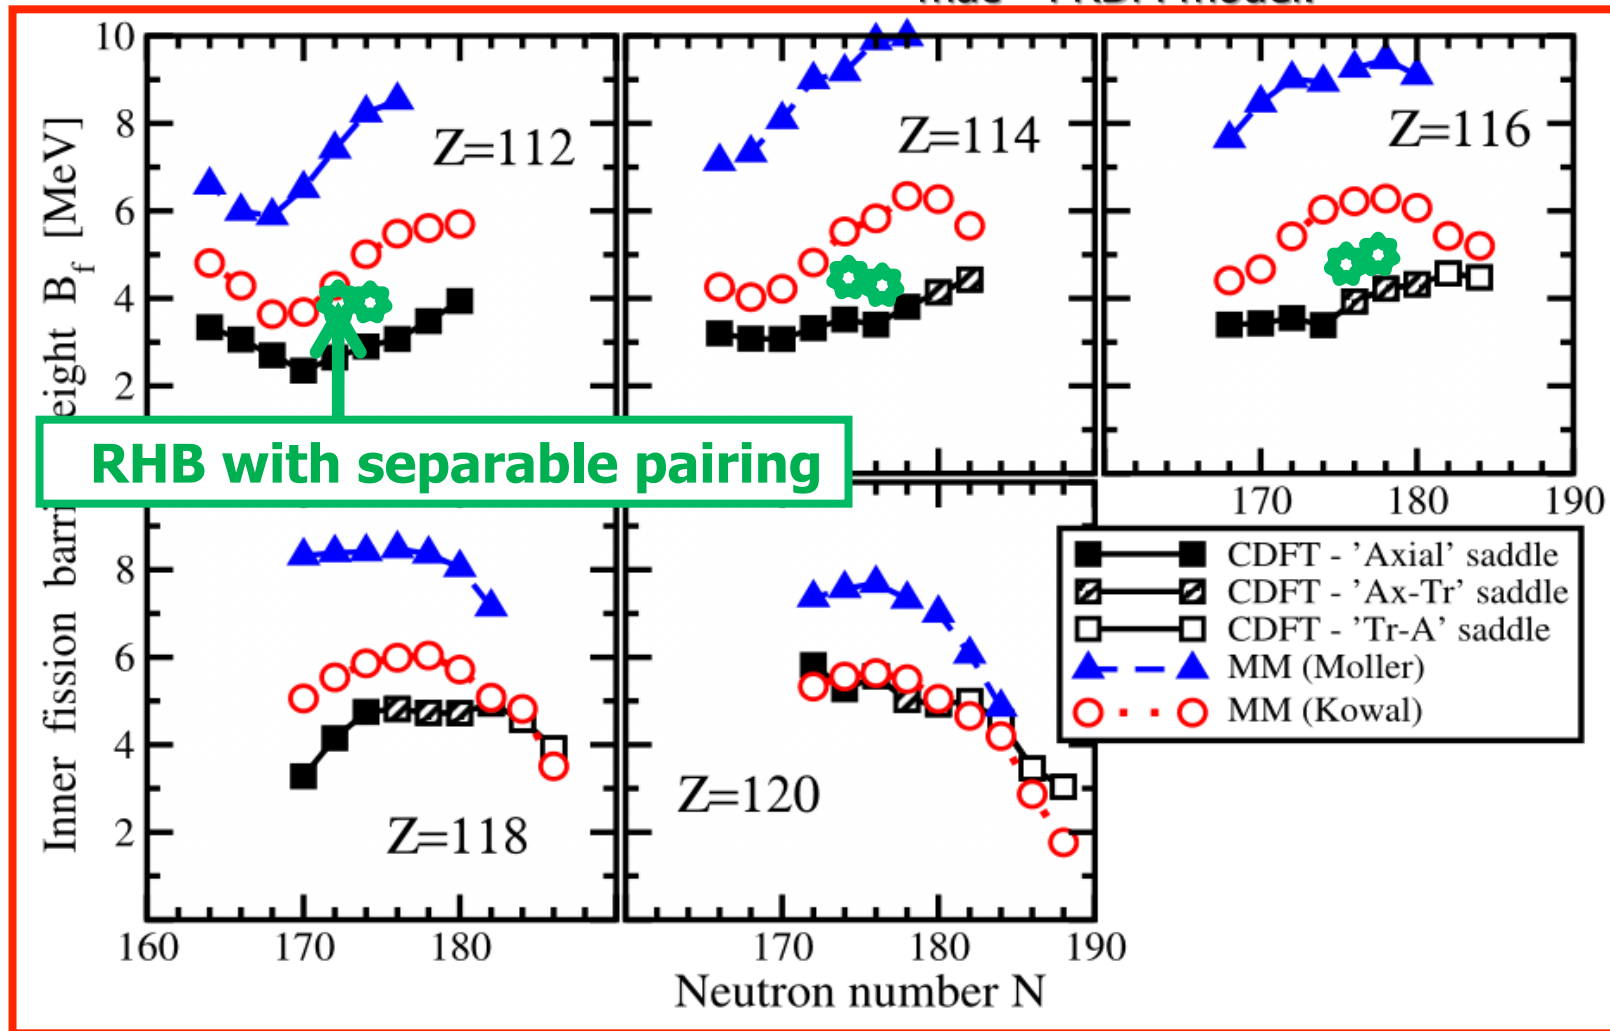 10
8
6
4
2
Z=112
Z=114
Z=116
170 180 190
RHB with separable pairing
Inner fission barri
eight B_f [MeV]
8
6
4
2
Z=118
Z=120
CDFT - 'Axial' saddle
CDFT - 'Ax-Tr' saddle
CDFT - 'Tr-A' saddle
MM (Moller)
MM (Kowal)
160 170 180
170 180 190
Neutron number N